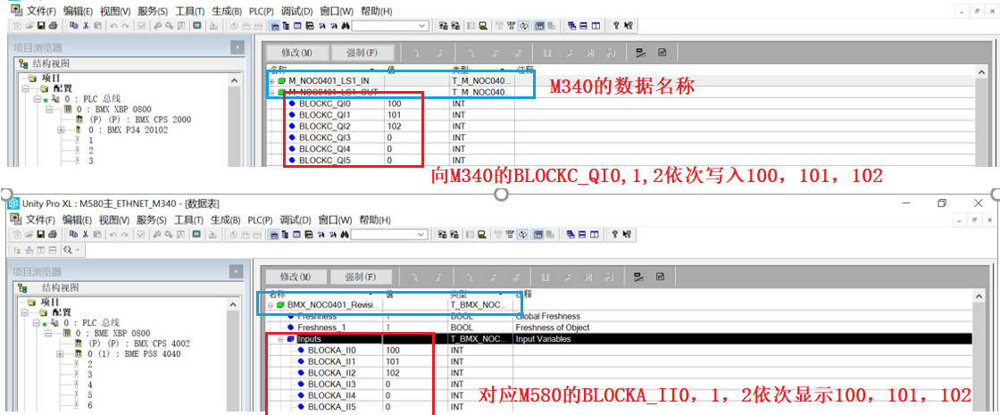 文件(F) 编辑(E) 视图(V) 服务(S) 工具(T) 生成(B) PLC(P) 调试(D) 窗口(W) 帮助(H)
项目浏览器
结构视图
项目
配置
0 : PLC 总线
0 : BMX XBP 0800
(P) (P) : BMX CPS 2000
0 : BMX P34 20102
1
2
3
修改(M) 强制(F)
名称 值 类型 注释
M_NOC0401_LS1_IN T_M_NOC040...
M_NOC0401_LS1_OUT T_M_NOC040...
BLOCKC_QI0 100 INT
BLOCKC_QI1 101 INT
BLOCKC_QI2 102 INT
BLOCKC_QI3 0 INT
BLOCKC_QI4 0 INT
BLOCKC_QI5 0 INT
M340的数据名称
向M340的BLOCKC_QI0,1,2依次写入100，101，102
Unity Pro XL : M580主_ETHNET_M340 - [数据表]
文件(F) 编辑(E) 视图(V) 服务(S) 工具(T) 生成(B) PLC(P) 调试(D) 窗口(W) 帮助(H)
项目浏览器
结构视图
项目
配置
0 : PLC 总线
0 : BME XBP 0800
(P) (P) : BMX CPS 4002
0 (1) : BME P58 4040
2
3
4
5
6
修改(M) 强制(F)
名称 值 类型 注释
BMX_NOC0401_Revisi... T_BMX_NOC...
Freshness 1 BOOL Global Freshness
Freshness_1 1 BOOL Freshness of Object
Inputs T_BMX_NOC... Input Variables
BLOCKA_II0 100 INT
BLOCKA_II1 101 INT
BLOCKA_II2 102 INT
BLOCKA_II3 0 INT
BLOCKA_II4 0 INT
BLOCKA_II5 0 INT
对应M580的BLOCKA_II0，1，2依次显示100，101，102